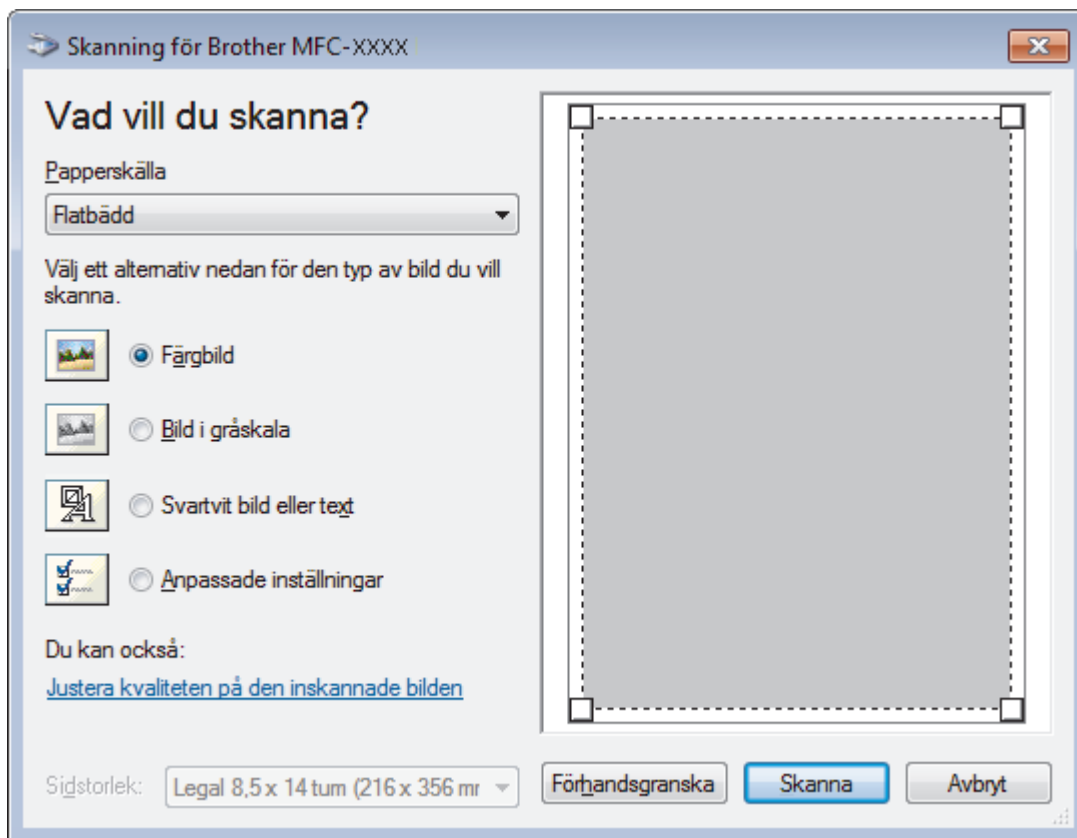 Skanning för Brother MFC-XXXX
Vad vill du skanna?
Papperskälla
Flatbädd
Välj ett alternativ nedan för den typ av bild du vill
skanna.
Färgbild
Bild i gråskala
Svartvit bild eller text
Anpassade inställningar
Du kan också:
Justera kvaliteten på den inskannade bilden
Sidstorlek:
Legal 8,5 x 14 tum (216 x 356 mr
Förhandsgranska
Skanna
Avbryt